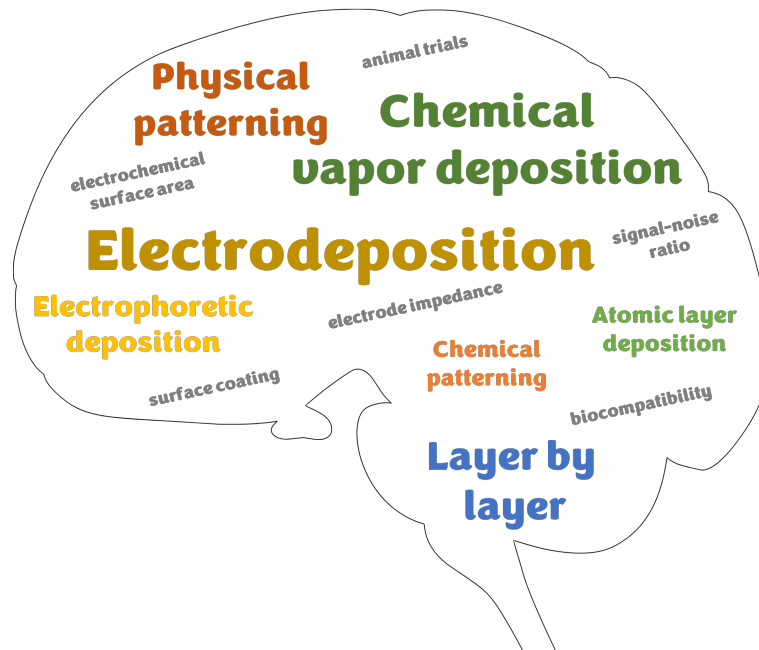 animal trials
Physical
patterning
Chemical
vapor deposition
electrochemical
surface area
signal-noise
ratio
Electrodeposition
Electrophoretic
deposition
electrode impedance
Atomic layer
deposition
Chemical
patterning
surface coating
biocompatibility
Layer by
layer